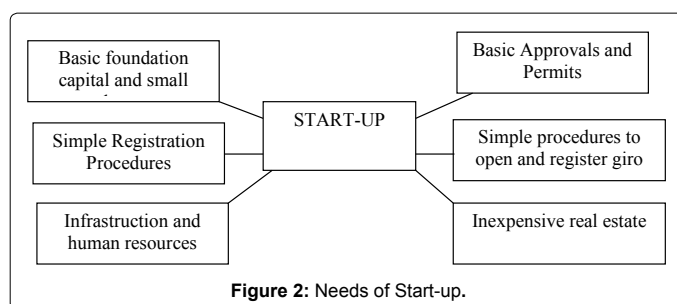 Basic foundation
capital and small
Simple Registration
Procedures
Infrastruction and
human resources
START-UP
Basic Approvals and
Permits
Simple procedures to
open and register giro
Inexpensive real estate
Figure 2: Needs of Start-up.